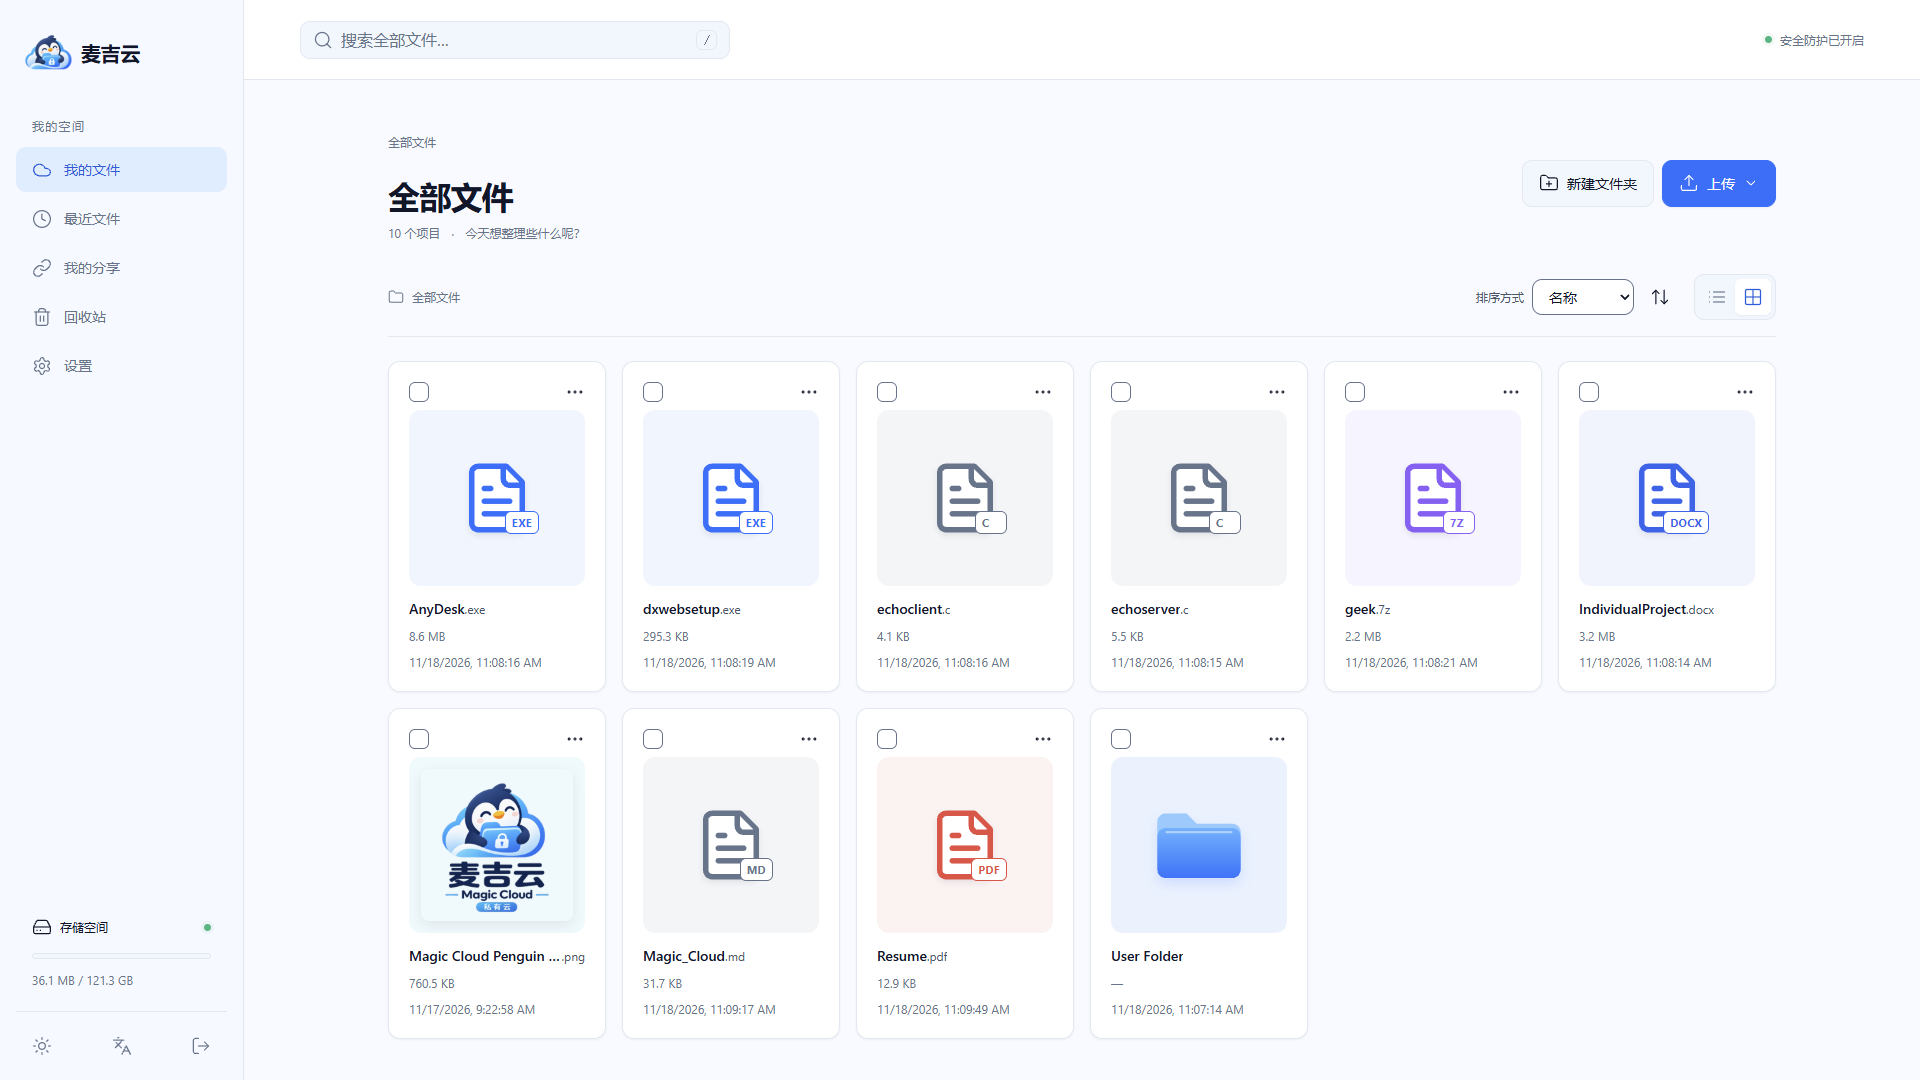 麦吉云
搜索全部文件...
/
安全防护已开启
我的空间
我的文件
最近文件
我的分享
回收站
设置
全部文件
全部文件
10 个项目 · 今天想整理些什么呢?
新建文件夹
上传
全部文件
排序方式
名称
EXE
AnyDesk.exe
8.6 MB
11/18/2026, 11:08:16 AM
EXE
dxwebsetup.exe
295.3 KB
11/18/2026, 11:08:19 AM
C
echoclient.c
4.1 KB
11/18/2026, 11:08:16 AM
C
echoserver.c
5.5 KB
11/18/2026, 11:08:15 AM
7Z
geek.7z
2.2 MB
11/18/2026, 11:08:21 AM
DOCX
IndividualProject.docx
3.2 MB
11/18/2026, 11:08:14 AM
麦吉云
Magic Cloud
私有云
Magic Cloud Penguin ....png
760.5 KB
11/17/2026, 9:22:58 AM
MD
Magic_Cloud.md
31.7 KB
11/18/2026, 11:09:17 AM
PDF
Resume.pdf
12.9 KB
11/18/2026, 11:09:49 AM
User Folder
—
11/18/2026, 11:07:14 AM
存储空间
36.1 MB / 121.3 GB